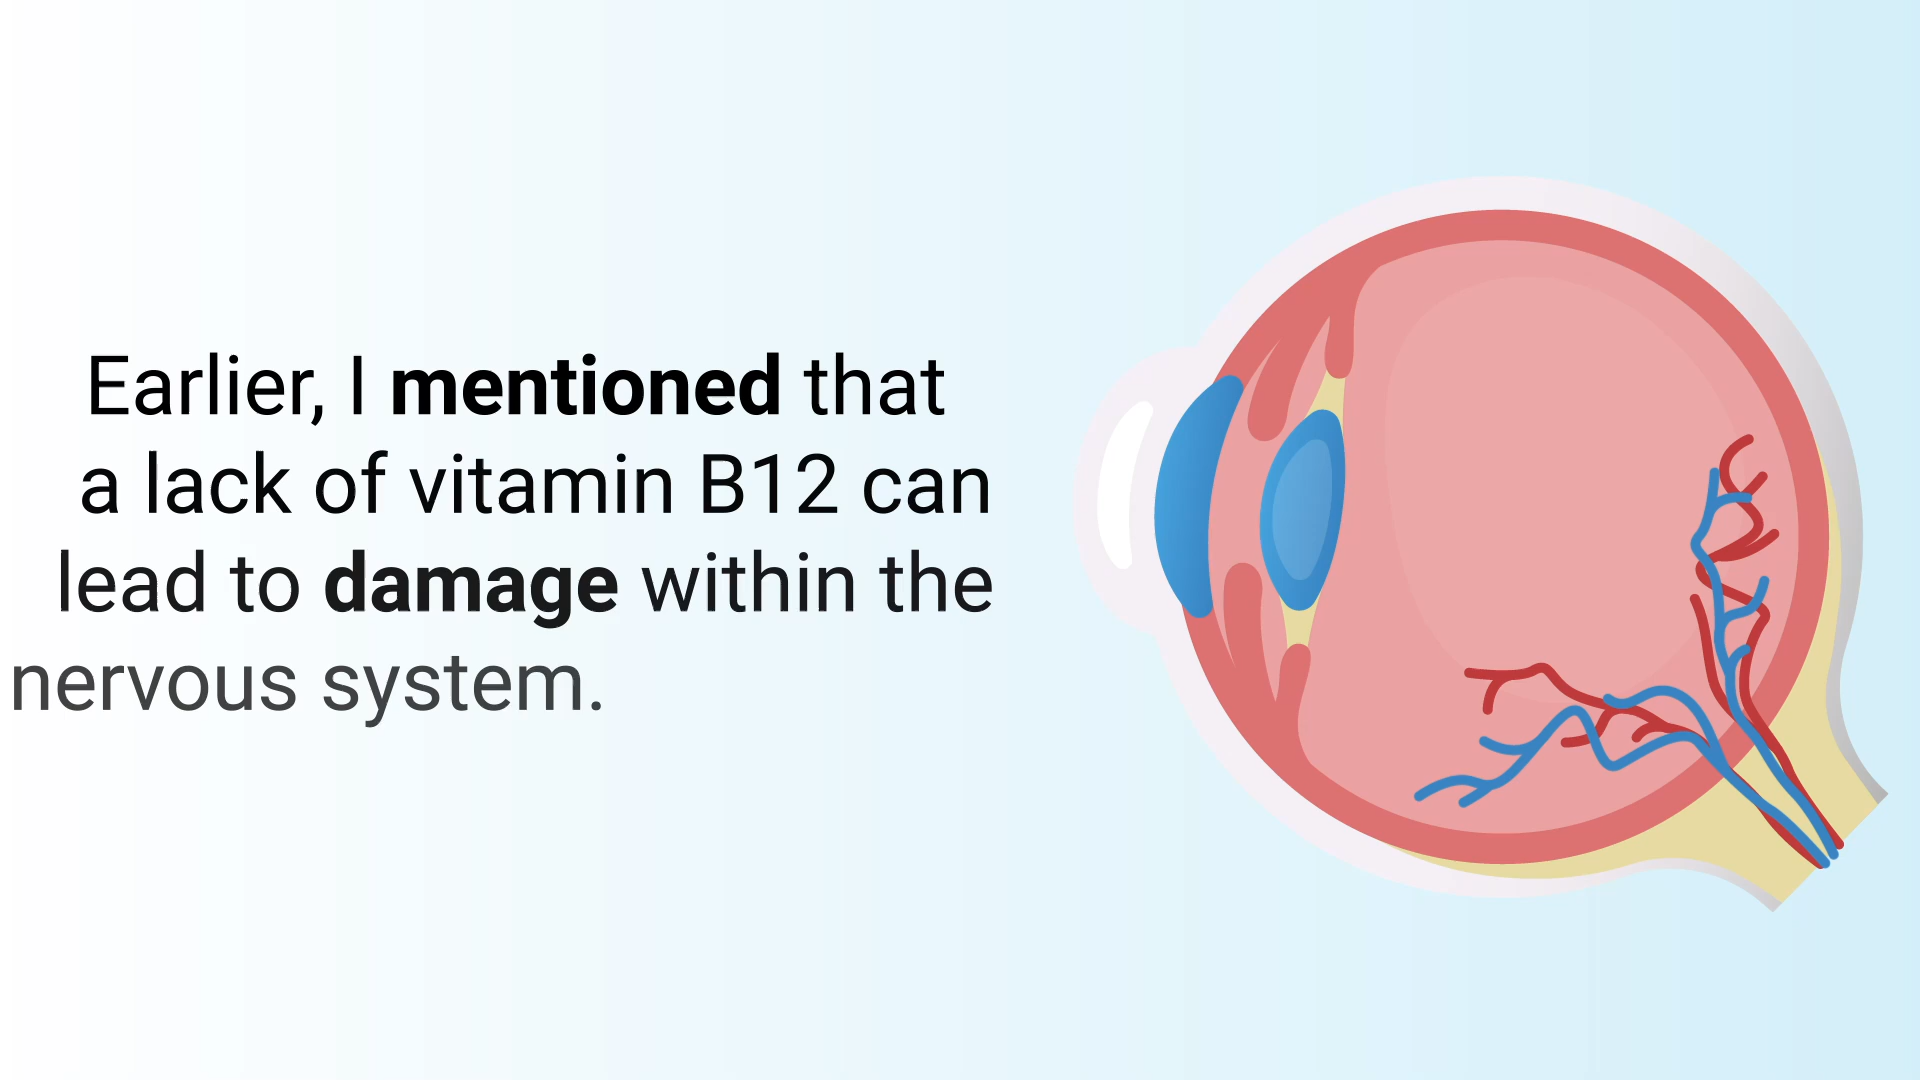 Earlier, I mentioned that
a lack of vitamin B12 can
lead to damage within the
nervous system.